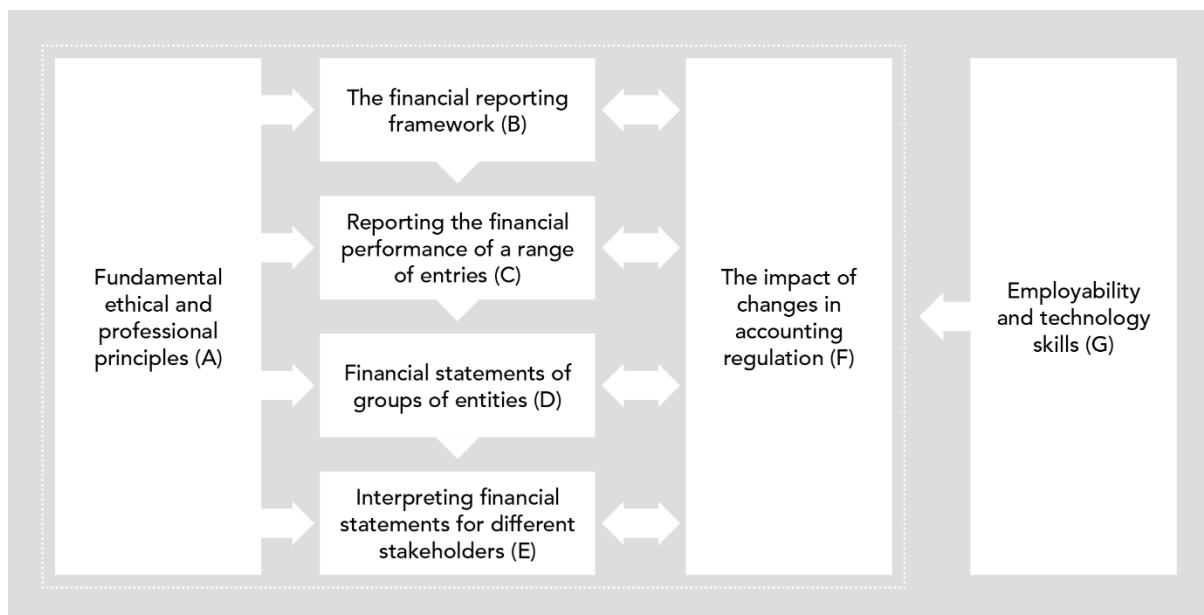 Fundamental
ethical and
professional
principles (A)
The financial reporting
framework (B)
Reporting the financial
performance of a range
of entries (C)
Financial statements of
groups of entities (D)
Interpreting financial
statements for different
stakeholders (E)
The impact of
changes in
accounting
regulation (F)
Employability
and technology
skills (G)